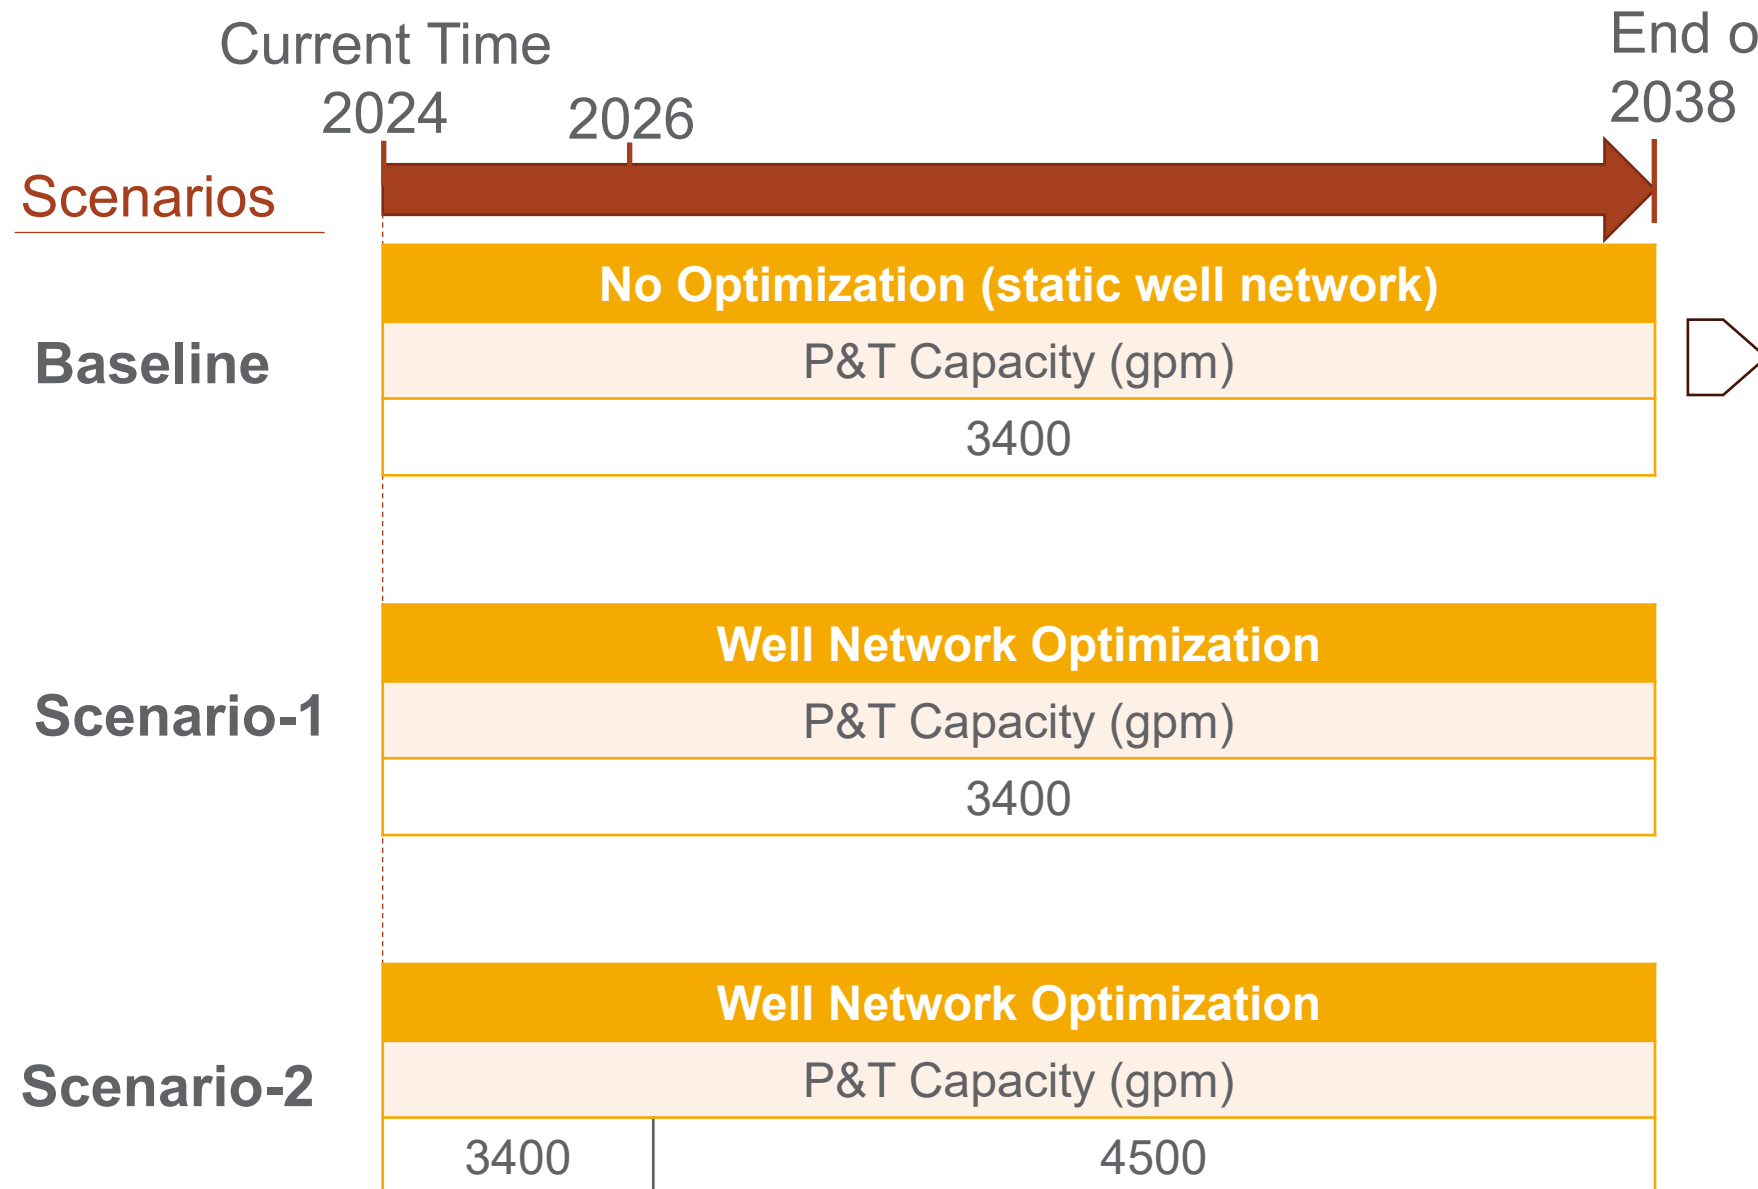 Current Time
2024
2026
End o
2038
Scenarios
Baseline
No Optimization (static well network)
P&T Capacity (gpm)
3400
Scenario-1
Well Network Optimization
P&T Capacity (gpm)
3400
Scenario-2
Well Network Optimization
P&T Capacity (gpm)
3400
4500